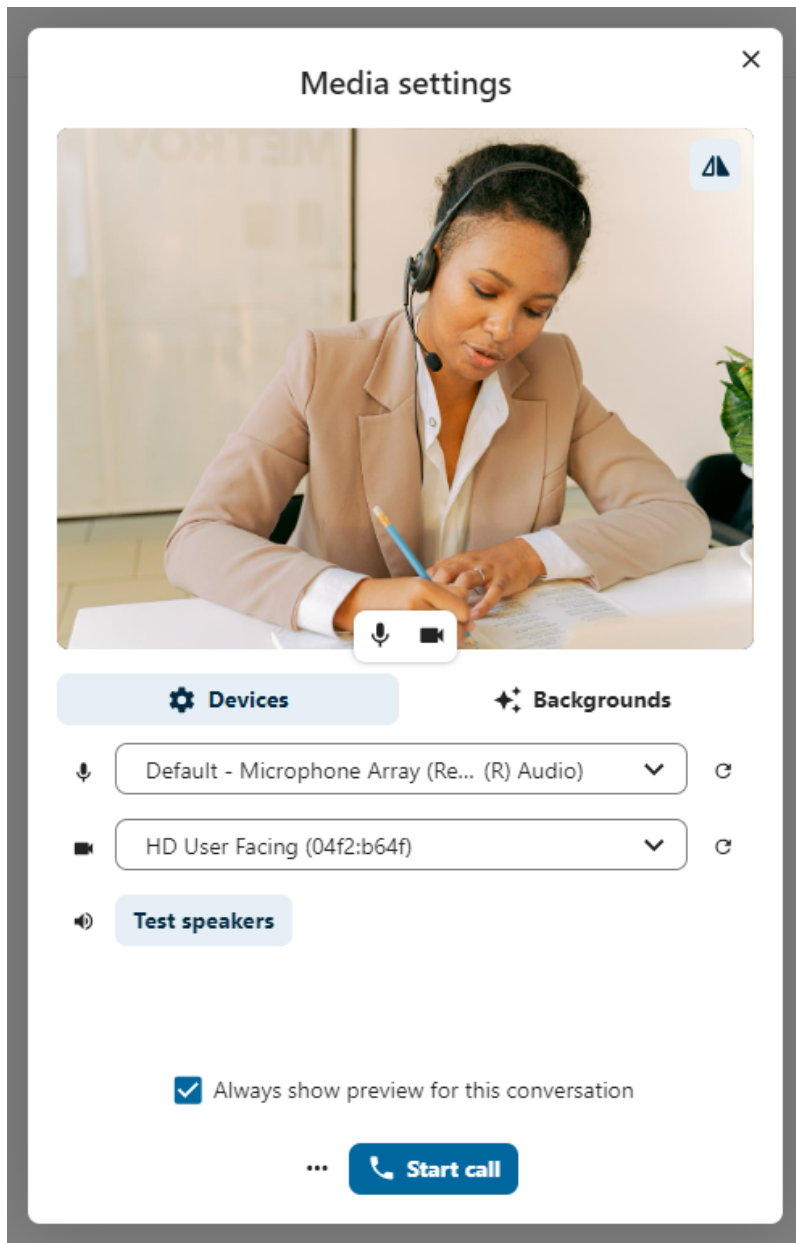 Media settings
Devices
Backgrounds
Default - Microphone Array (Re... (R) Audio)
HD User Facing (04f2:b64f)
Test speakers
Always show preview for this conversation
Start call